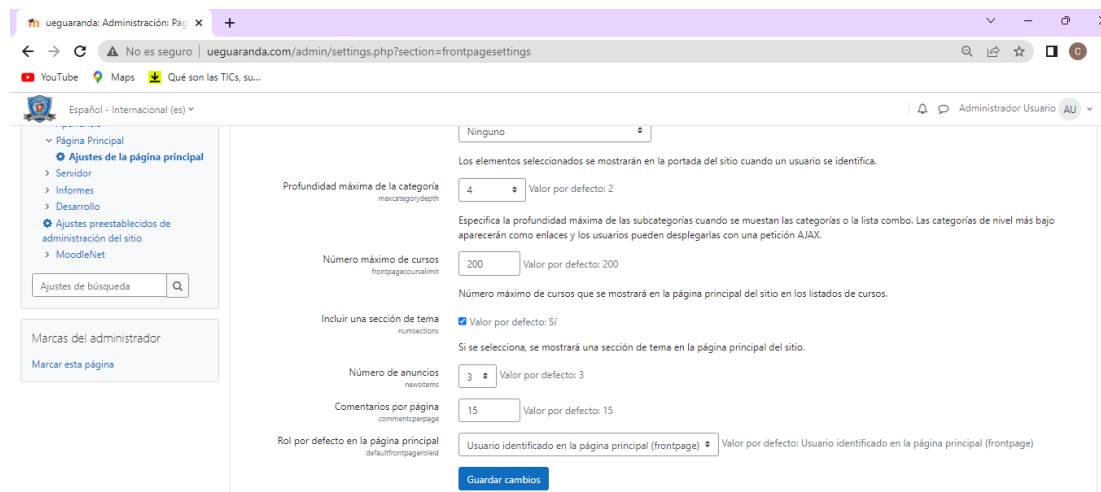 ueguaranda: Administración: Pág
No es seguro | ueguaranda.com/admin/settings.php?section=frontpagesettings
C
YouTube Maps Qué son las TICs, su...
Español - Internacional (es)
Administrador Usuario AU
Página Principal
Ajustes de la página principal
Servidor
Informes
Desarrollo
Ajustes preestablecidos de
administración del sitio
MoodleNet
Ajustes de búsqueda
Marcas del administrador
Marcar esta página
Ninguno
Los elementos seleccionados se mostrarán en la portada del sitio cuando un usuario se identifica.
Profundidad máxima de la categoría
maxcategorydepth
4 Valor por defecto: 2
Especifica la profundidad máxima de las subcategorías cuando se muestan las categorías o la lista combo. Las categorías de nivel más bajo
aparecerán como enlaces y los usuarios pueden desplegarlas con una petición AJAX.
Número máximo de cursos
frontpagecourselimit
200 Valor por defecto: 200
Número máximo de cursos que se mostrará en la página principal del sitio en los listados de cursos.
Incluir una sección de tema
numsections
Valor por defecto: Sí
Si se selecciona, se mostrará una sección de tema en la página principal del sitio.
Número de anuncios
newsitems
3 Valor por defecto: 3
Comentarios por página
commentsperpage
15 Valor por defecto: 15
Rol por defecto en la página principal
defaultfrontpageroleid
Usuario identificado en la página principal (frontpage) Valor por defecto: Usuario identificado en la página principal (frontpage)
Guardar cambios